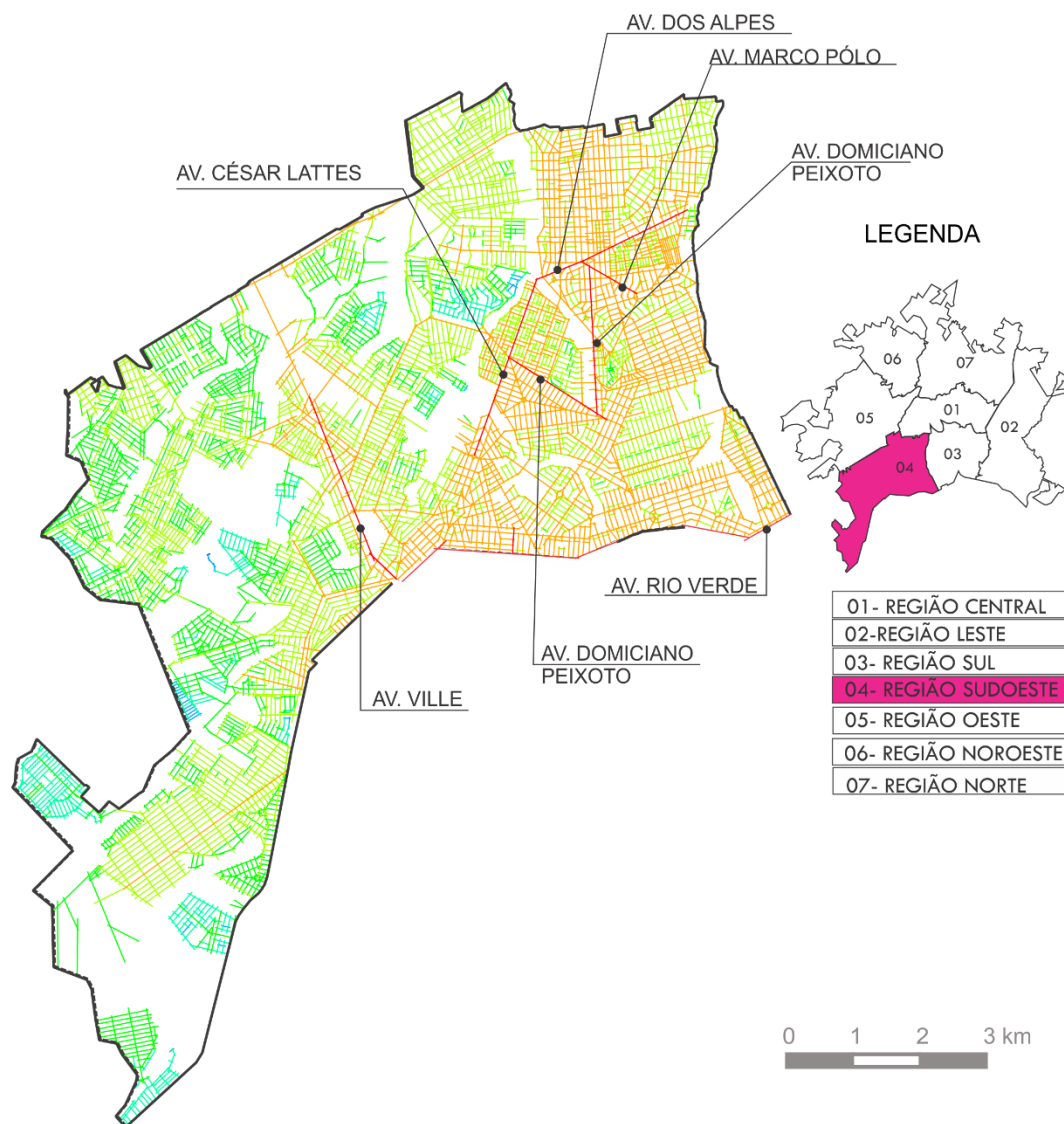 AV. DOS ALPES
AV. MARCO PÓLO
AV. DOMICIANO
PEIXOTO
AV. CÉSAR LATTES
LEGENDA
06
07
01
05
02
03
04
AV. RIO VERDE
AV. DOMICIANO
PEIXOTO
AV. VILLE
01- REGIÃO CENTRAL
02-REGIÃO LESTE
03- REGIÃO SUL
04- REGIÃO SUDOESTE
05- REGIÃO OESTE
06- REGIÃO NOROESTE
07- REGIÃO NORTE
0 1 2 3 km